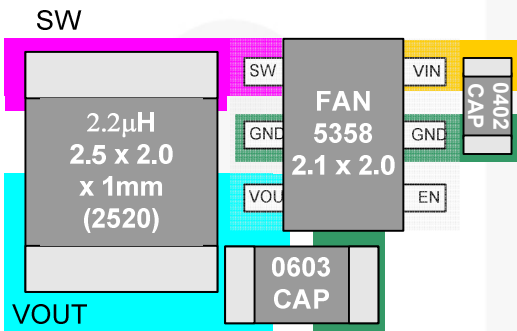 SW
2.2µH
2.5 x 2.0
x 1mm
(2520)
SW
GND
VOU
FAN
5358
2.1 x 2.0
VIN
GND
EN
0402
CAP
0603
CAP
VOUT